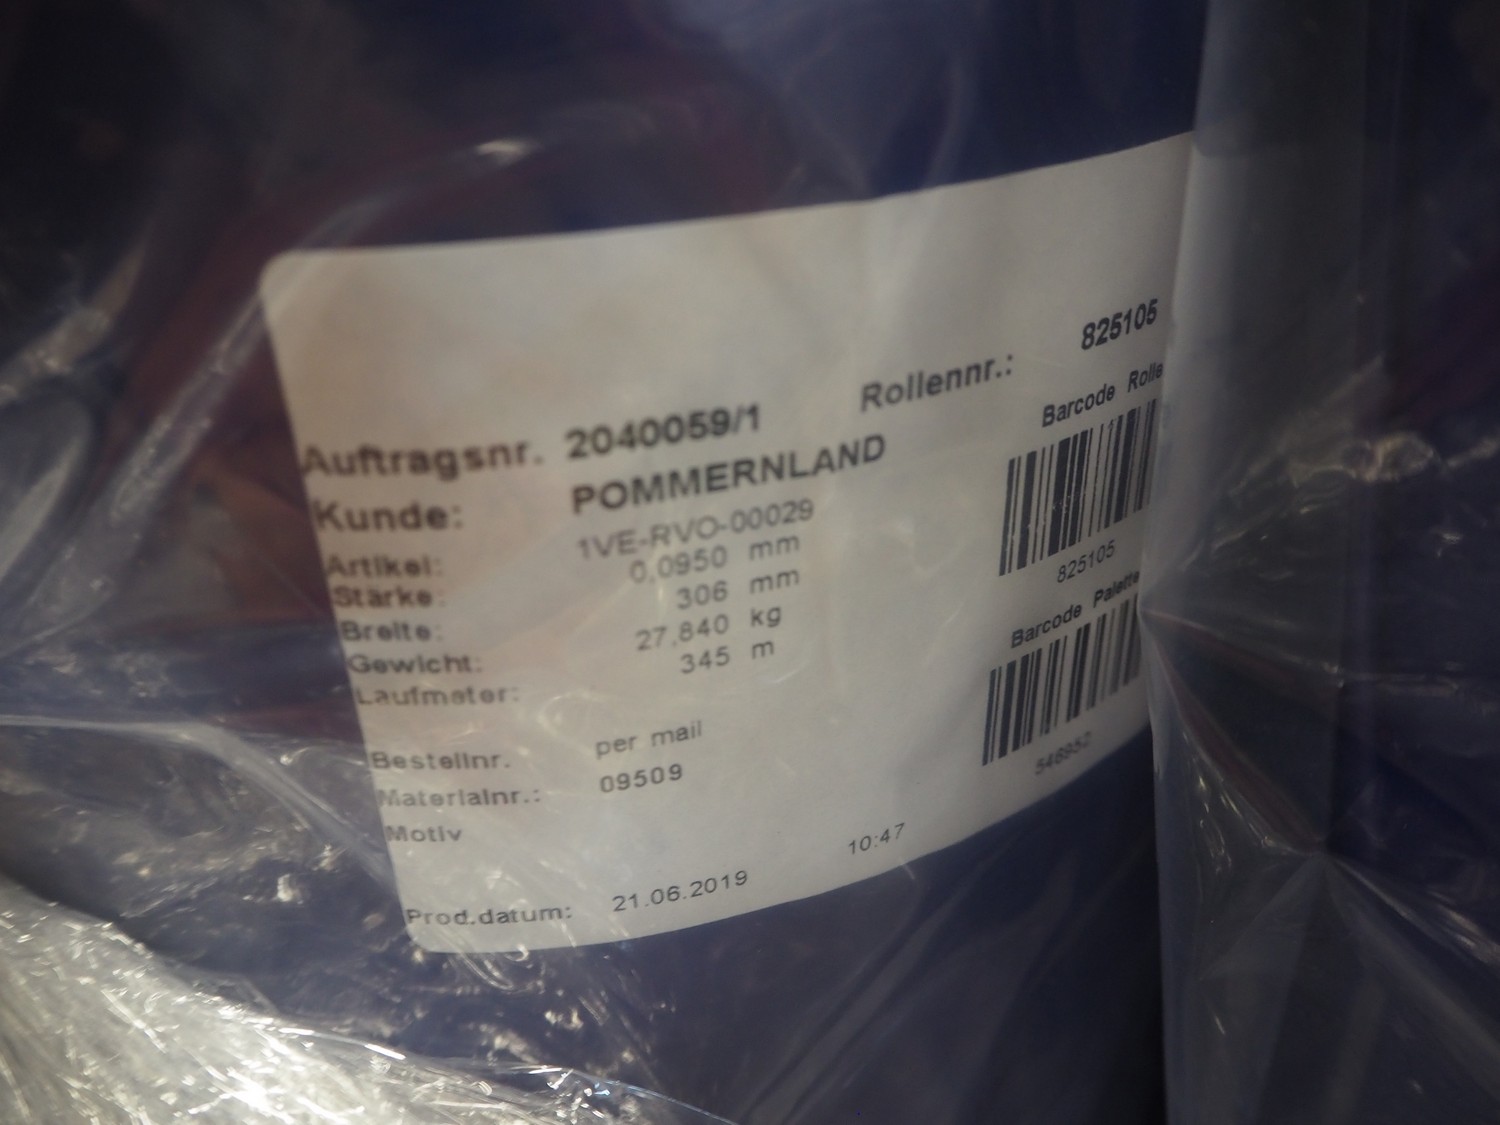 Rollennr.: 825105
Auftragsnr. 2040059/1
Kunde: POMMERNLAND
Barcode Rolle
Artikel: 1VE-RVO-00029
Stärke: 0,0950 mm
Breite: 306 mm
Gewicht: 27,840 kg
Laufmeter: 345 m
825105
Barcode Palette
Bestellnr. per mail
Materialnr.: 09509
546952
Motiv
Prod.datum: 21.06.2019 10:47